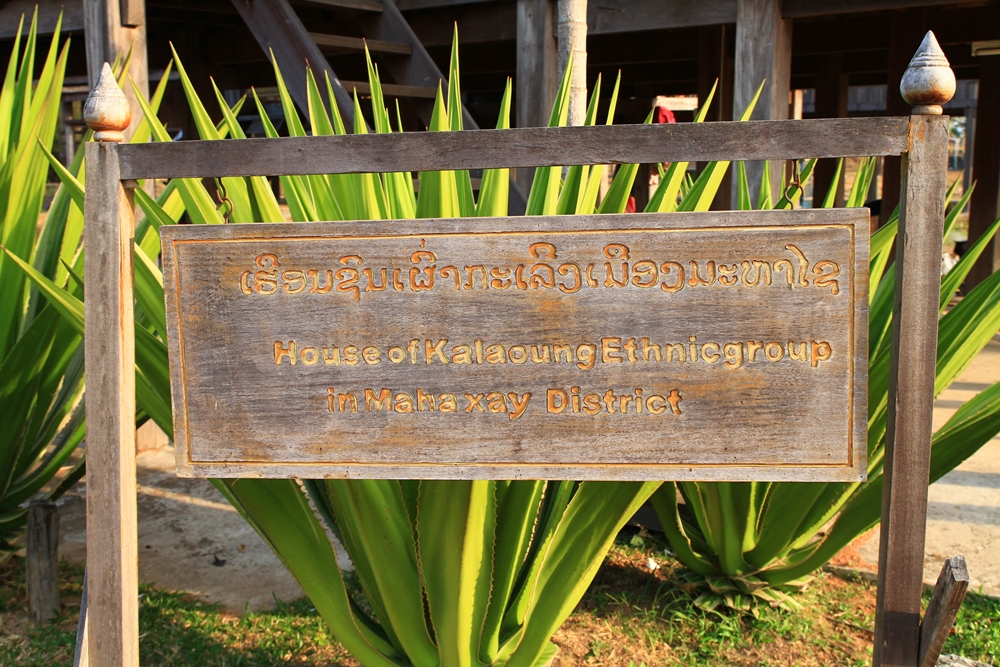 ເຮືອນຊົນເຜົ່າກະເລີງເມືອງມະຫາໄຊ
House of Kalaoung Ethnicgroup
in Mahaxay District